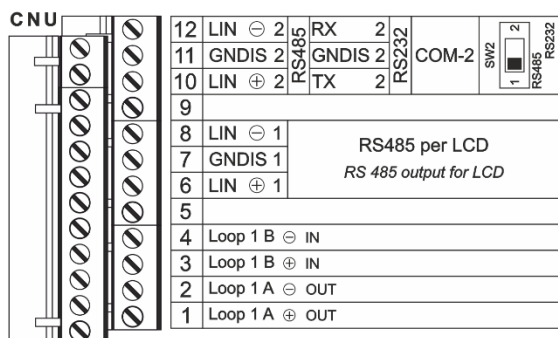 CNU
12 LIN ⊖ 2 RS485 RX 2 RS232 COM-2 SW2 1 2 RS485 RS232
11 GNDIS 2 GNDIS 2
10 LIN ⊕ 2 TX 2
9
8 LIN ⊖ 1 RS485 per LCD
7 GNDIS 1 RS 485 output for LCD
6 LIN ⊕ 1
5
4 Loop 1 B ⊖ IN
3 Loop 1 B ⊕ IN
2 Loop 1 A ⊖ OUT
1 Loop 1 A ⊕ OUT